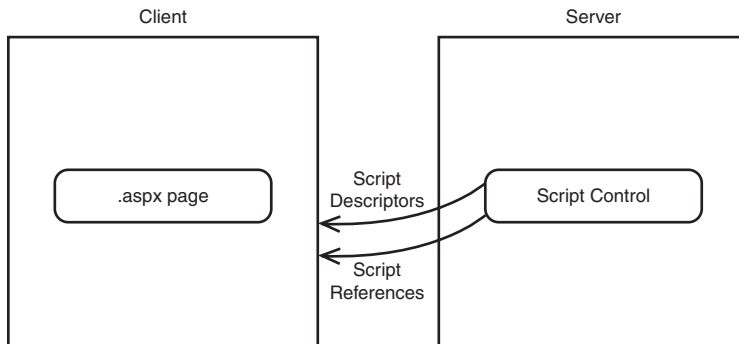 Client
Server
.aspx page
Script
Descriptors
Script Control
Script
References